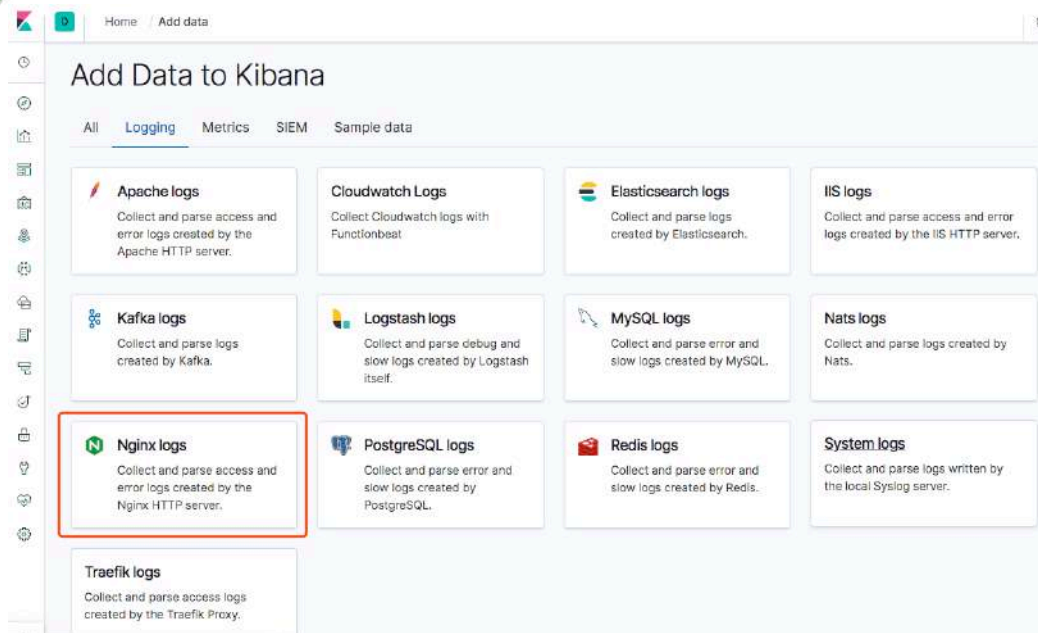 D Home / Add data
Add Data to Kibana
All Logging Metrics SIEM Sample data
Apache logs
Collect and parse access and
error logs created by the
Apache HTTP server.
Cloudwatch Logs
Collect Cloudwatch logs with
Functionbeat
Elasticsearch logs
Collect and parse logs
created by Elasticsearch.
IIS logs
Collect and parse access and error
logs created by the IIS HTTP server.
Kafka logs
Collect and parse logs
created by Kafka.
Logstash logs
Collect and parse debug and
slow logs created by Logstash
itself.
MySQL logs
Collect and parse error and
slow logs created by MySQL.
Nats logs
Collect and parse logs created by
Nats.
Nginx logs
Collect and parse access and
error logs created by the
Nginx HTTP server.
PostgreSQL logs
Collect and parse error and
slow logs created by
PostgreSQL.
Redis logs
Collect and parse error and
slow logs created by Redis.
System logs
Collect and parse logs written by
the local Syslog server.
Traefik logs
Collect and parse access logs
created by the Traefik Proxy.